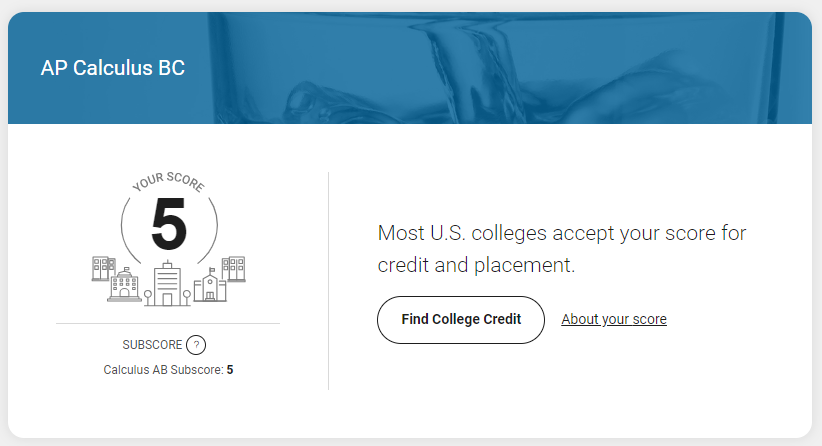 AP Calculus BC
YOUR SCORE
5
SUBSCORE ?
Calculus AB Subscore: 5
Most U.S. colleges accept your score for
credit and placement.
Find College Credit
About your score